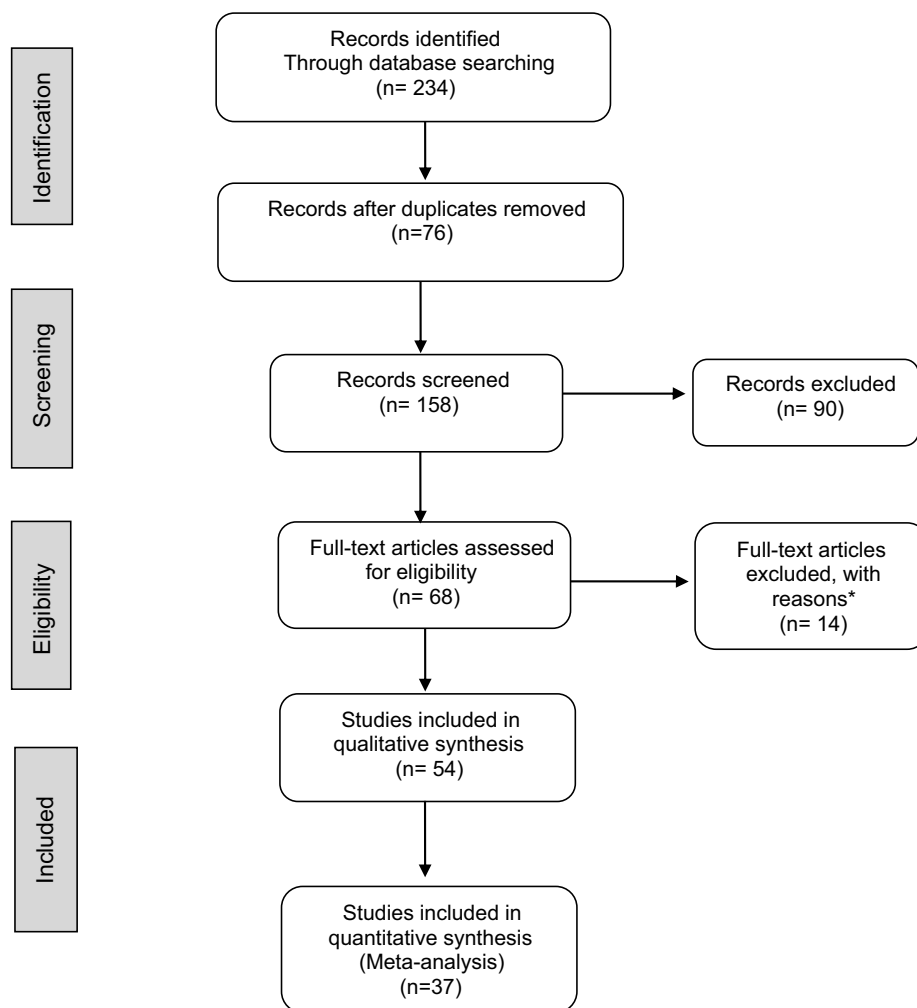 Identification
Records identified
Through database searching
(n= 234)
Records after duplicates removed
(n=76)
Screening
Records screened
(n= 158)
Records excluded
(n= 90)
Eligibility
Full-text articles assessed
for eligibility
(n= 68)
Full-text articles
excluded, with
reasons*
(n= 14)
Included
Studies included in
qualitative synthesis
(n= 54)
Studies included in
quantitative synthesis
(Meta-analysis)
(n=37)